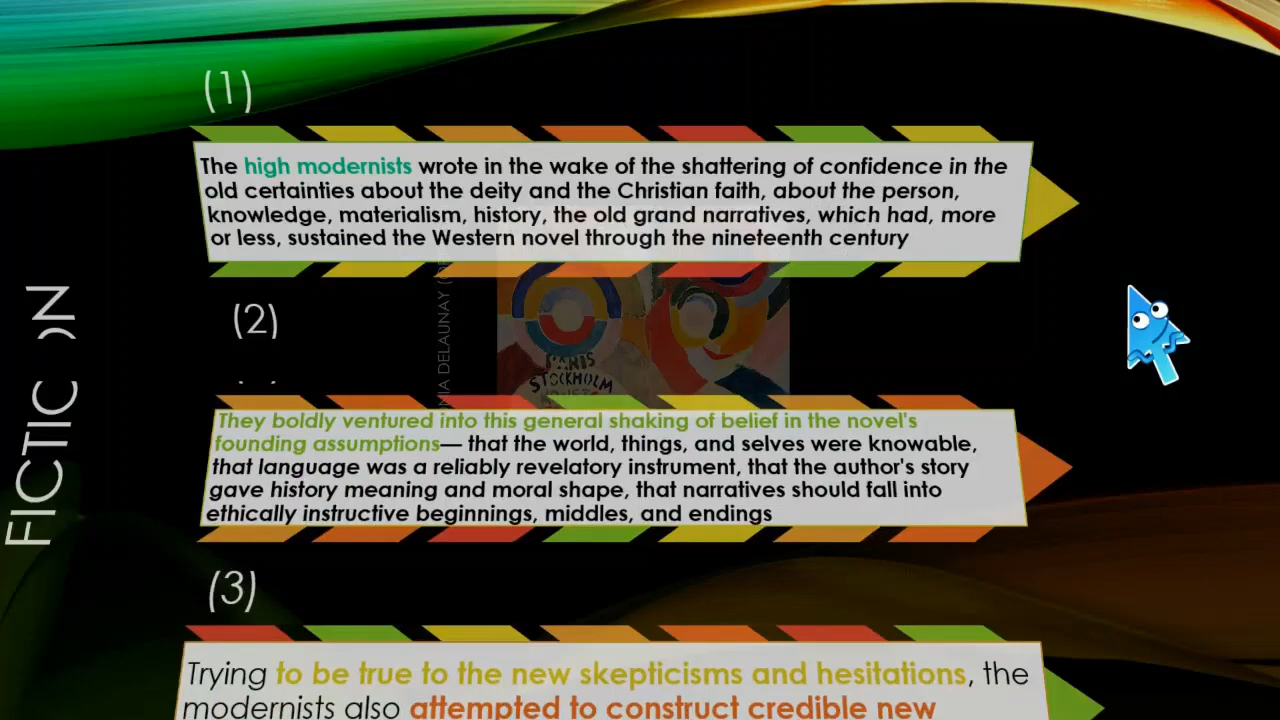 (1)
The high modernists wrote in the wake of the shattering of confidence in the
old certainties about the deity and the Christian faith, about the person,
knowledge, materialism, history, the old grand narratives, which had, more
or less, sustained the Western novel through the nineteenth century
(2)
They boldly ventured into this general shaking of belief in the novel's
founding assumptions— that the world, things, and selves were knowable,
that language was a reliably revelatory instrument, that the author's story
gave history meaning and moral shape, that narratives should fall into
ethically instructive beginnings, middles, and endings
(3)
Trying to be true to the new skepticisms and hesitations, the
modernists also attempted to construct credible new
FICTIC
DELAUNAY
PARIS
STOCKHOLM